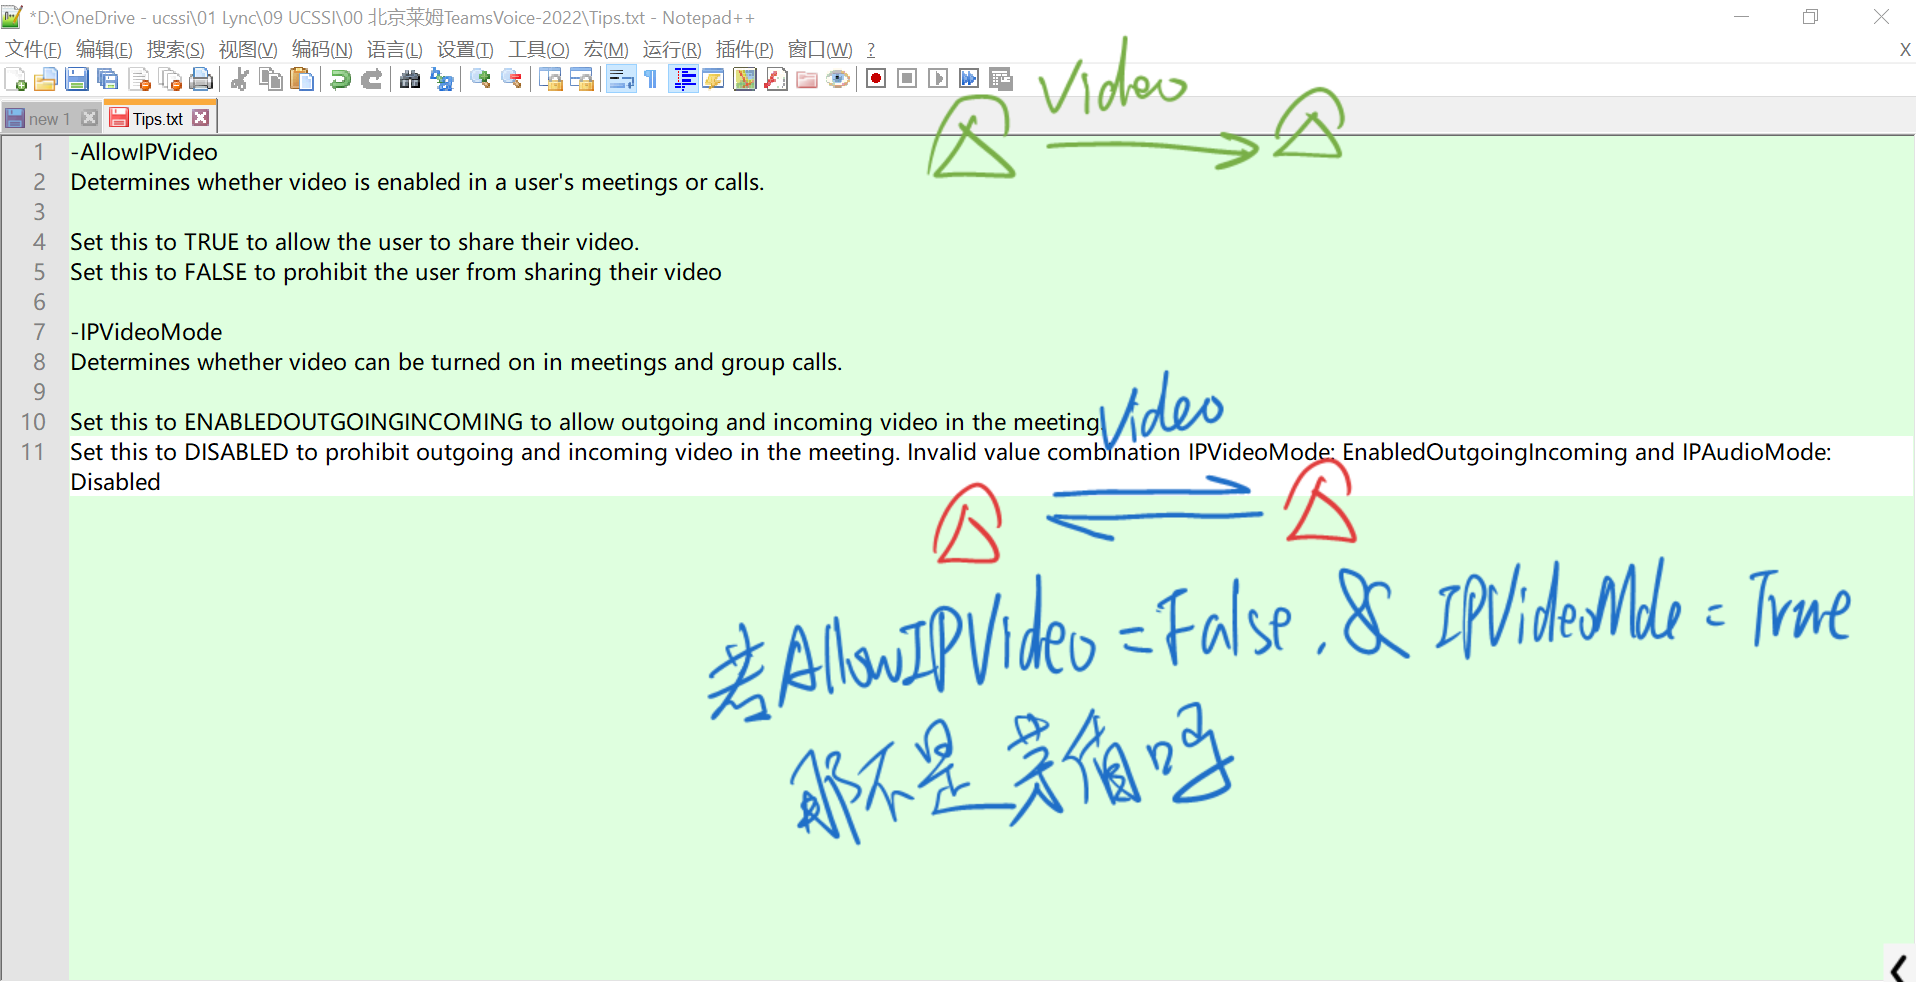 *D:\OneDrive - ucssi\01 Lync\09 UCSSI\00 北京莱姆TeamsVoice-2022\Tips.txt - Notepad++
文件(F) 编辑(E) 搜索(S) 视图(V) 编码(N) 语言(L) 设置(T) 工具(O) 宏(M) 运行(R) 插件(P) 窗口(W) ? X
Video
new 1 Tips.txt
1 -AllowIPVideo
2 Determines whether video is enabled in a user's meetings or calls.
3
4 Set this to TRUE to allow the user to share their video.
5 Set this to FALSE to prohibit the user from sharing their video
6
7 -IPVideoMode
8 Determines whether video can be turned on in meetings and group calls.
9
Video
10 Set this to ENABLEDOUTGOINGINCOMING to allow outgoing and incoming video in the meeting.
11 Set this to DISABLED to prohibit outgoing and incoming video in the meeting. Invalid value combination IPVideoMode: EnabledOutgoingIncoming and IPAudioMode:
Disabled
若AllowIPVideo = False, & IPVideoMde = True
那不是 值吗